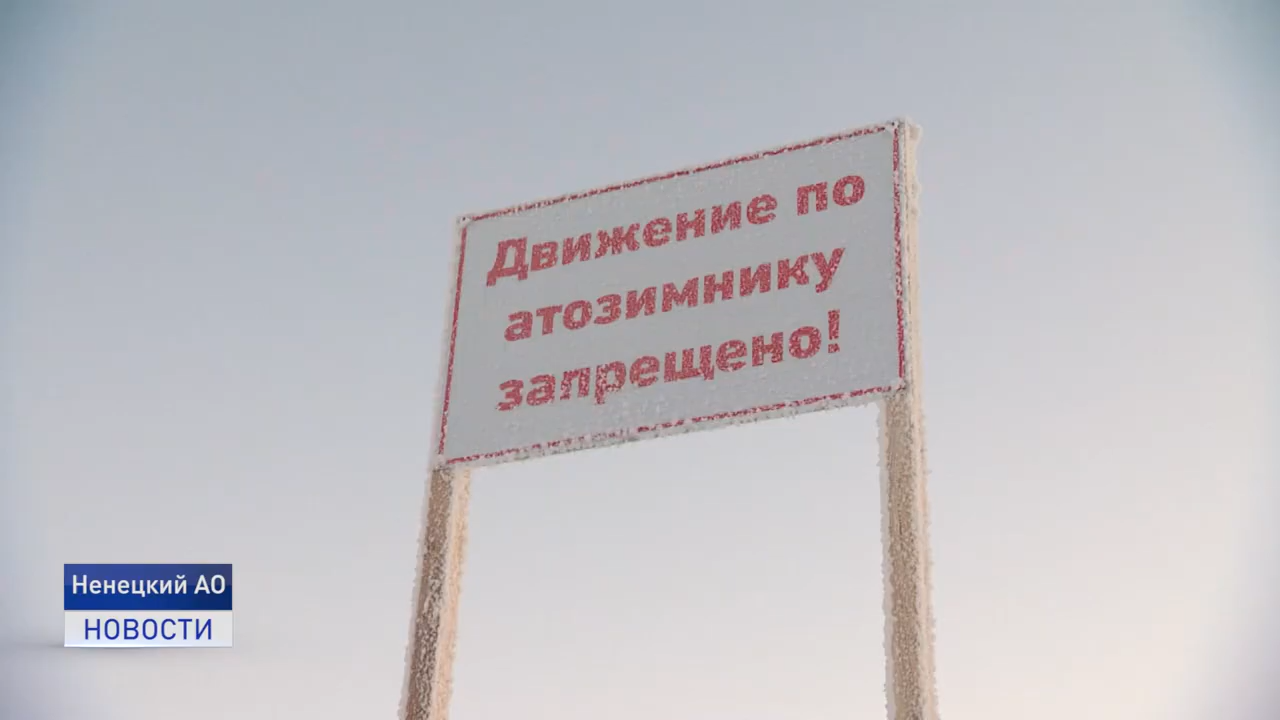 Движение по
атозимнику
запрещено!
Ненецкий АО
НОВОСТИ